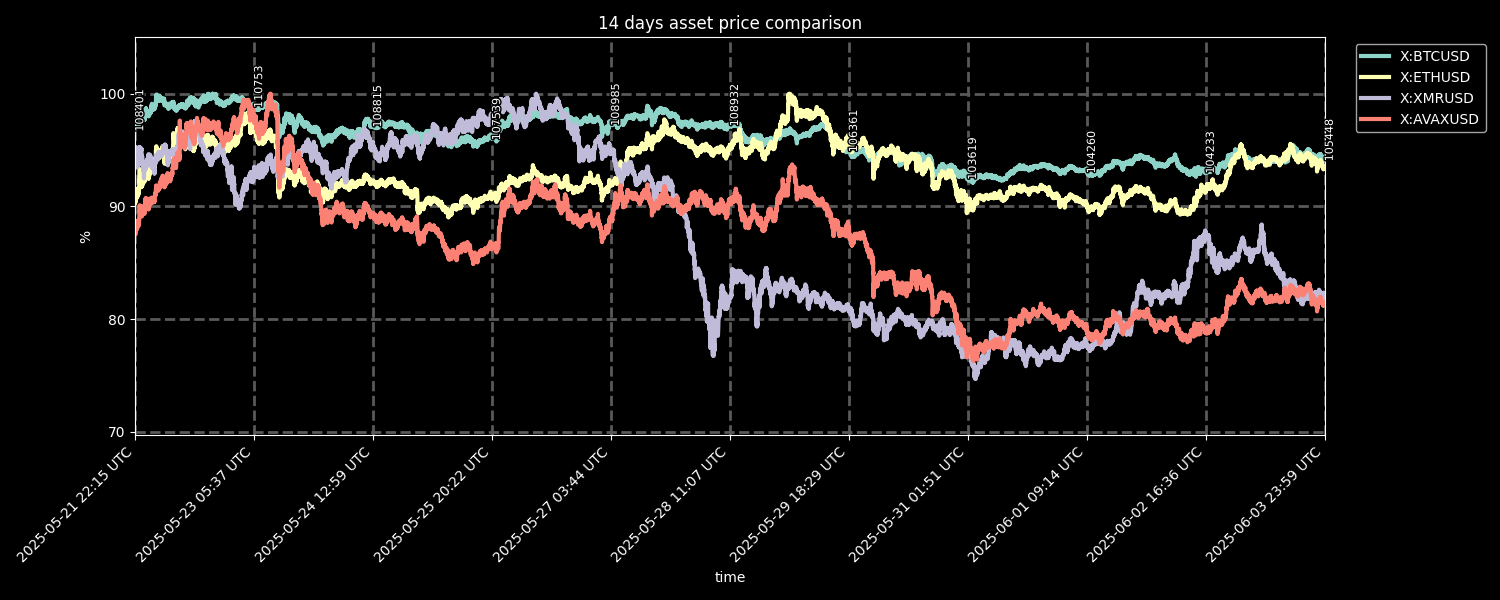 14 days asset price comparison
X:BTCUSD
X:ETHUSD
X:XMRUSD
X:AVAXUSD
100
90
80
70
%
108401
110753
108815
107539
108985
108932
106361
103619
104260
104233
105448
2025-05-21 22:15 UTC
2025-05-23 05:37 UTC
2025-05-24 12:59 UTC
2025-05-25 20:22 UTC
2025-05-27 03:44 UTC
2025-05-28 11:07 UTC
2025-05-29 18:29 UTC
2025-05-31 01:51 UTC
2025-06-01 09:14 UTC
2025-06-02 16:36 UTC
2025-06-03 23:59 UTC
time